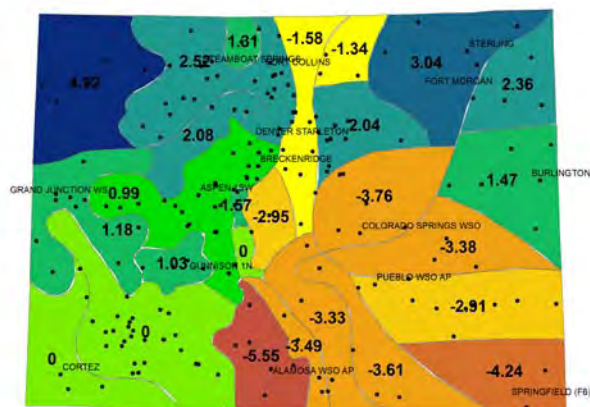 1.31
-1.58
-1.34
STERLING
2.52
STEAMBOAT SPRINGS
COLLINS
3.04
4.92
FORT MORGAN
2.36
2.08
DENVER STAPLETON
2.04
BRECKENRIDGE
GRAND JUNCTION WS
0.99
ASPEN 1SW
-1.67
-3.76
1.47
BURLINGTON
-2.95
1.18
COLORADO SPRINGS WSO
0
-3.38
1.03
GUNNISON 1N
PUEBLO WSO AP
-2.91
-3.33
0
0
-5.55
-3.49
CORTEZ
ALAMOSA WSO AP
-3.61
-4.24
SPRINGFIELD